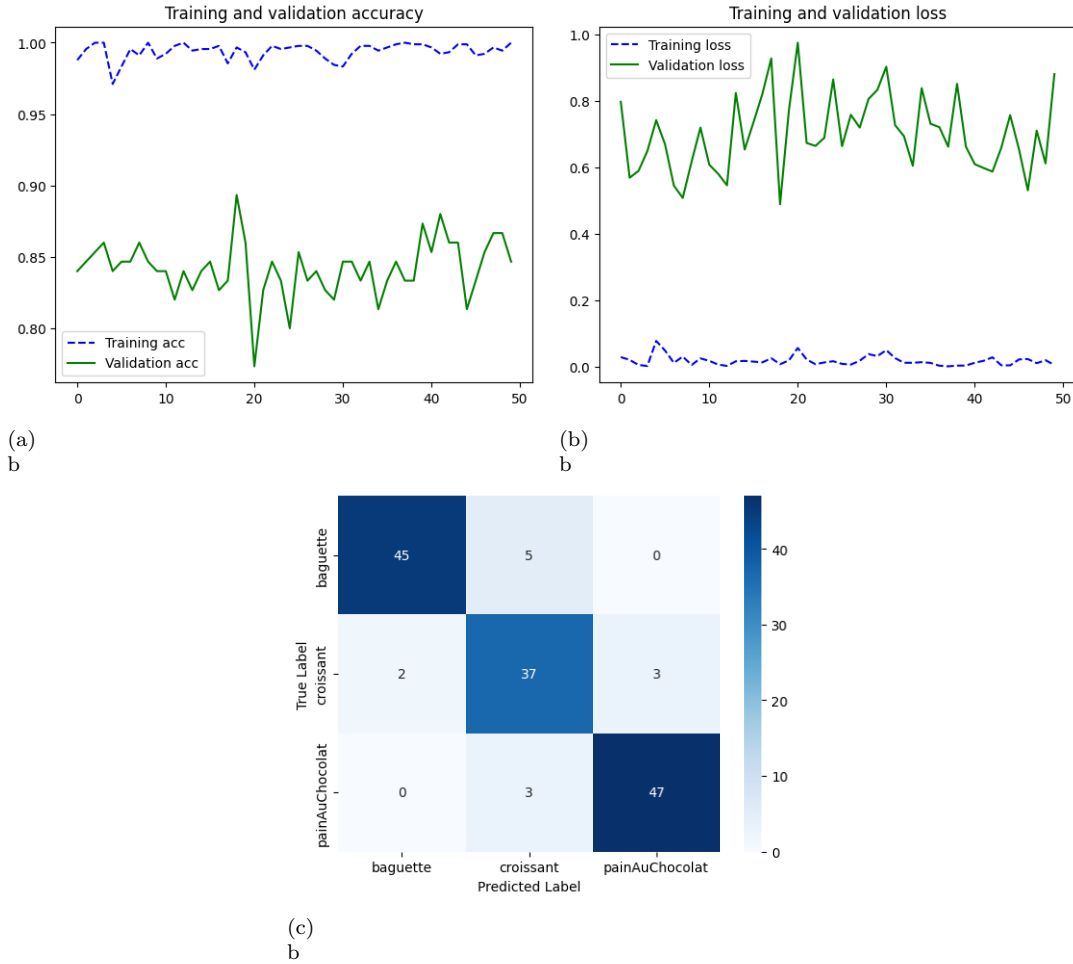 Training and validation accuracy
1.00
0.95
0.90
0.85
0.80
Training acc
Validation acc
0 10 20 30 40 50
(a)
b
Training and validation loss
1.0
0.8
0.6
0.4
0.2
0.0
Training loss
Validation loss
0 10 20 30 40 50
(b)
b
True Label
baguette
croissant
painAuChocolat
45 5 0
2 37 3
0 3 47
baguette croissant painAuChocolat
Predicted Label
40
30
20
10
0
(c)
b